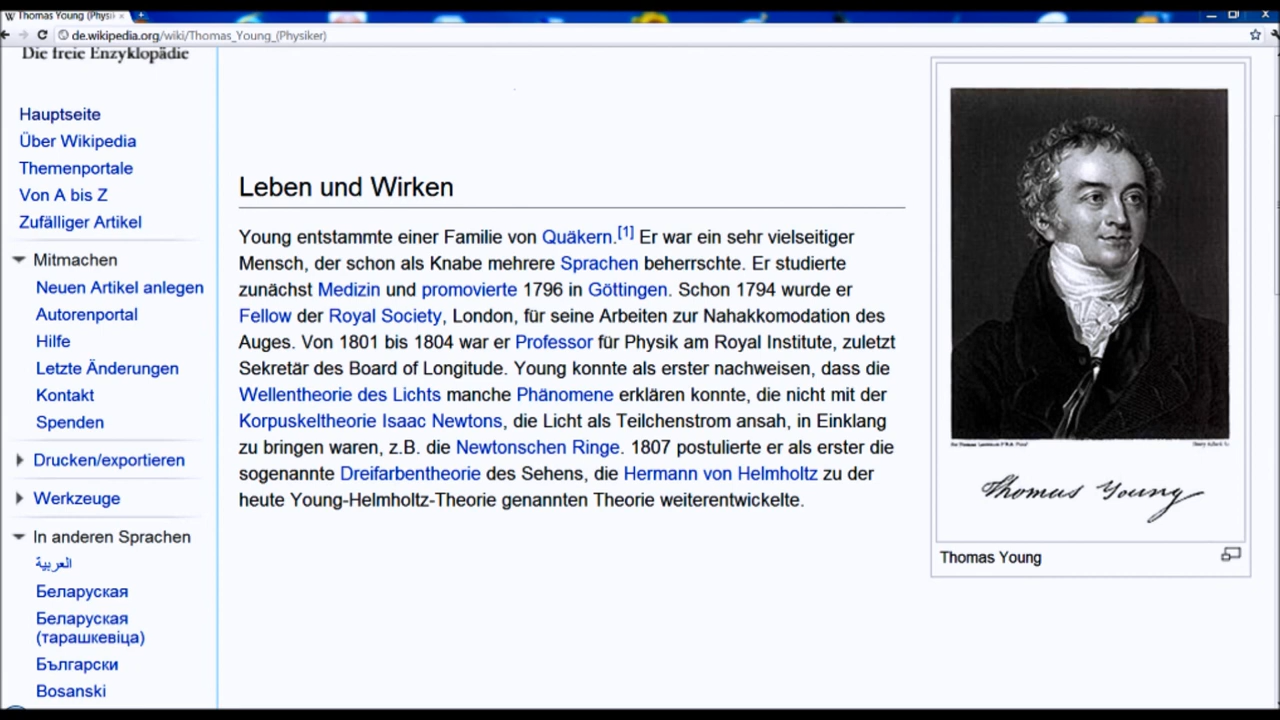 Thomas Young (Physi
de.wikipedia.org/wiki/Thomas_Young_(Physiker)
Die freie Enzyklopädie
Hauptseite
Über Wikipedia
Themenportale
Von A bis Z
Zufälliger Artikel
Mitmachen
Neuen Artikel anlegen
Autorenportal
Hilfe
Letzte Änderungen
Kontakt
Spenden
Drucken/exportieren
Werkzeuge
In anderen Sprachen
العربية
Беларуская
Беларуская
(тарашкевіца)
Български
Bosanski
Leben und Wirken
Young entstammte einer Familie von Quäkern.[1] Er war ein sehr vielseitiger
Mensch, der schon als Knabe mehrere Sprachen beherrschte. Er studierte
zunächst Medizin und promovierte 1796 in Göttingen. Schon 1794 wurde er
Fellow der Royal Society, London, für seine Arbeiten zur Nahakkomodation des
Auges. Von 1801 bis 1804 war er Professor für Physik am Royal Institute, zuletzt
Sekretär des Board of Longitude. Young konnte als erster nachweisen, dass die
Wellentheorie des Lichts manche Phänomene erklären konnte, die nicht mit der
Korpuskeltheorie Isaac Newtons, die Licht als Teilchenstrom ansah, in Einklang
zu bringen waren, z.B. die Newtonschen Ringe. 1807 postulierte er als erster die
sogenannte Dreifarbentheorie des Sehens, die Hermann von Helmholtz zu der
heute Young-Helmholtz-Theorie genannten Theorie weiterentwickelte.
Thomas Young
Thomas Young